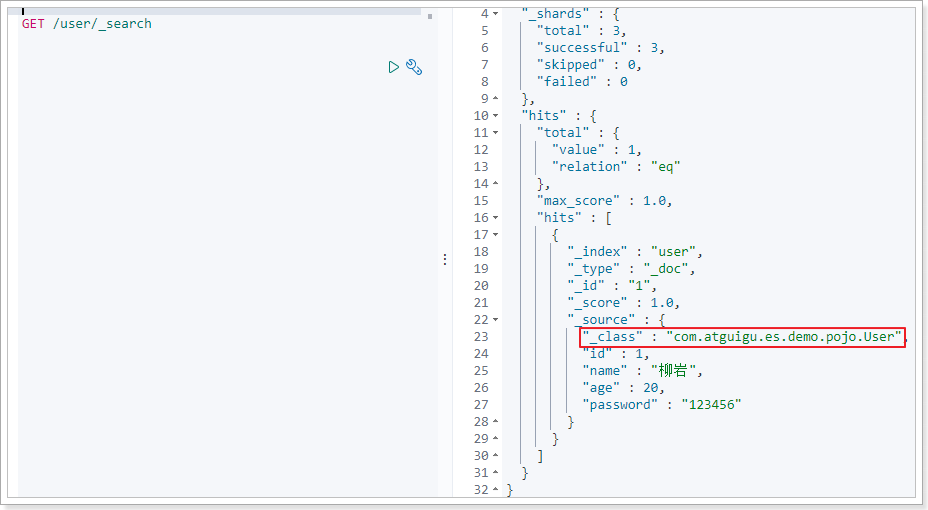 GET /user/_search
4 "_shards" : {
5 "total" : 3,
6 "successful" : 3,
7 "skipped" : 0,
8 "failed" : 0
9 },
10 "hits" : {
11 "total" : {
12 "value" : 1,
13 "relation" : "eq"
14 },
15 "max_score" : 1.0,
16 "hits" : [
17 {
18 "_index" : "user",
19 "_type" : "_doc",
20 "_id" : "1",
21 "_score" : 1.0,
22 "_source" : {
23 "_class" : "com.atguigu.es.demo.pojo.User",
24 "id" : 1,
25 "name" : "柳岩",
26 "age" : 20,
27 "password" : "123456"
28 }
29 }
30 ]
31 }
32 }